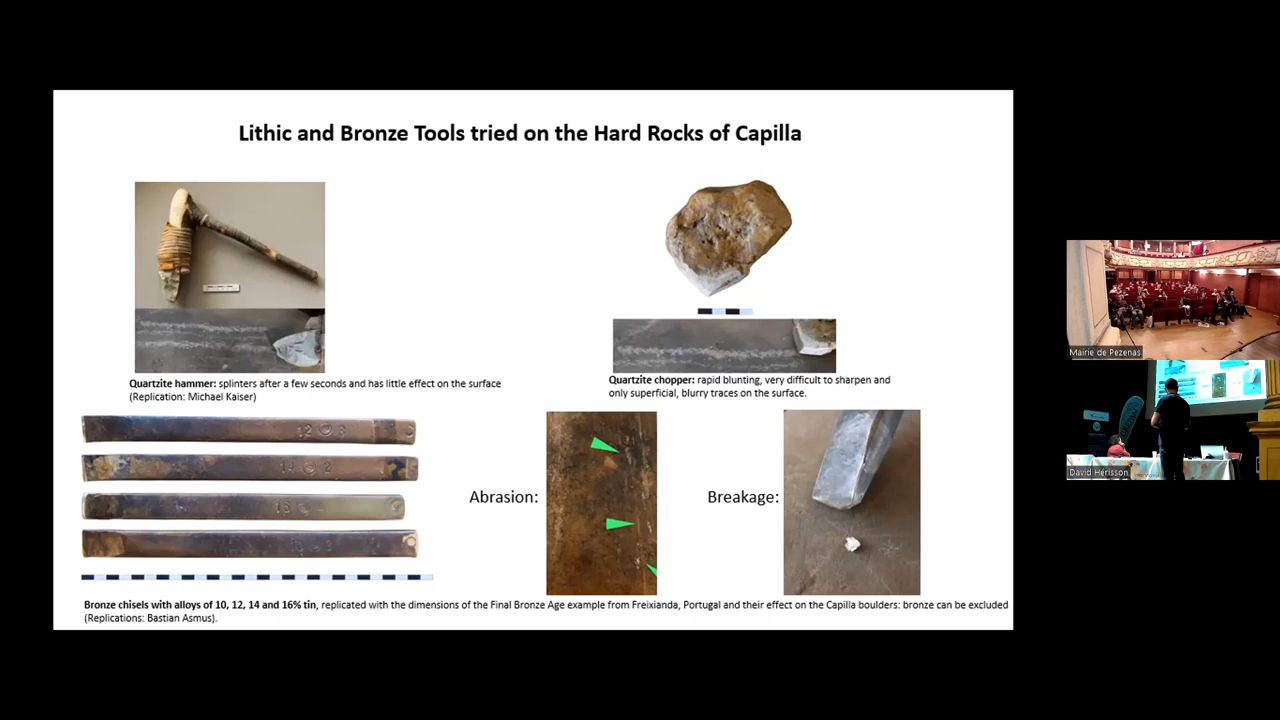 Lithic and Bronze Tools tried on the Hard Rocks of Capilla
Quartzite hammer: splinters after a few seconds and has little effect on the surface
(Replication: Michael Kaiser)
Quartzite chopper: rapid blunting, very difficult to sharpen and
only superficial, blurry traces on the surface.
Abrasion:
Breakage:
Bronze chisels with alloys of 10, 12, 14 and 16% tin, replicated with the dimensions of the Final Bronze Age example from Freixianda, Portugal and their effect on the Capilla boulders: bronze can be excluded
(Replications: Bastian Asmus).
Mairie de Pezenas
David Hérisson